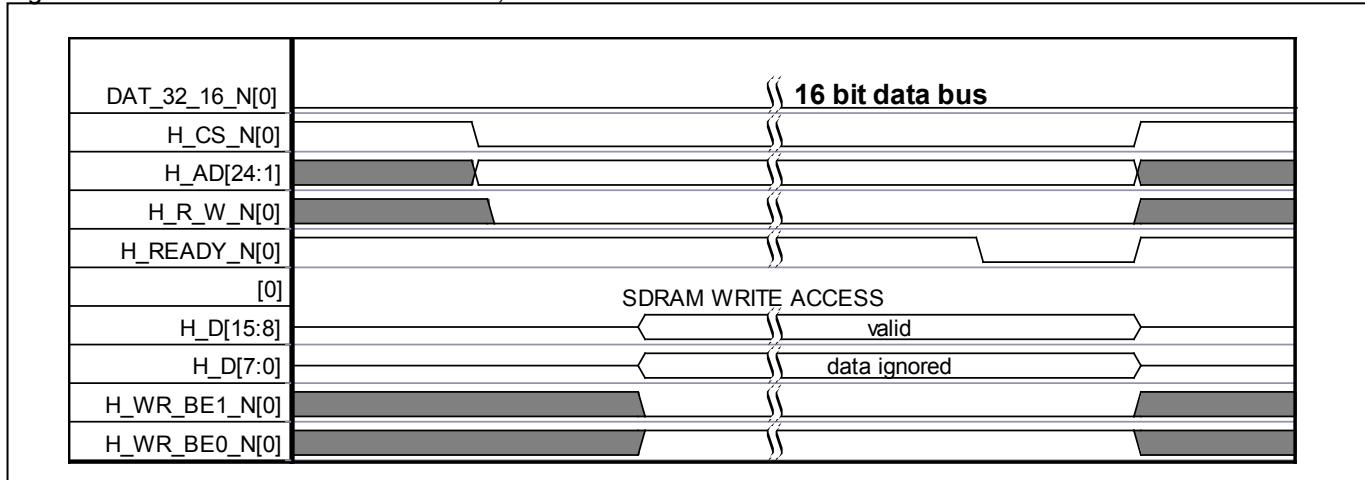 DAT_32_16_N[0] 16 bit data bus
H_CS_N[0]
H_AD[24:1]
H_R_W_N[0]
H_READY_N[0]
[0] SDRAM WRITE ACCESS
H_D[15:8] valid
H_D[7:0] data ignored
H_WR_BE1_N[0]
H_WR_BE0_N[0]